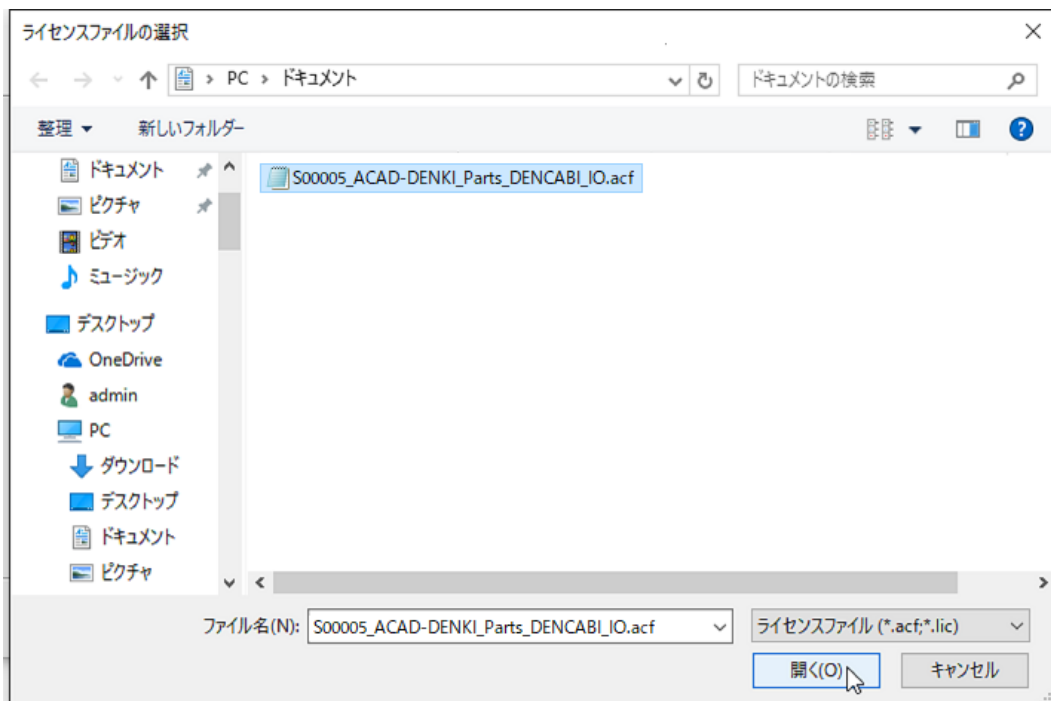 ライセンスファイルの選択
PC > ドキュメント
ドキュメントの検索
整理
新しいフォルダー
ドキュメント
ピクチャ
ビデオ
ミュージック
デスクトップ
OneDrive
admin
PC
ダウンロード
デスクトップ
ドキュメント
ピクチャ
S00005_ACAD-DENKI_Parts_DENCABI_IO.acf
ファイル名(N): S00005_ACAD-DENKI_Parts_DENCABI_IO.acf
ライセンスファイル (*.acf;*.lic)
開く(O)
キャンセル